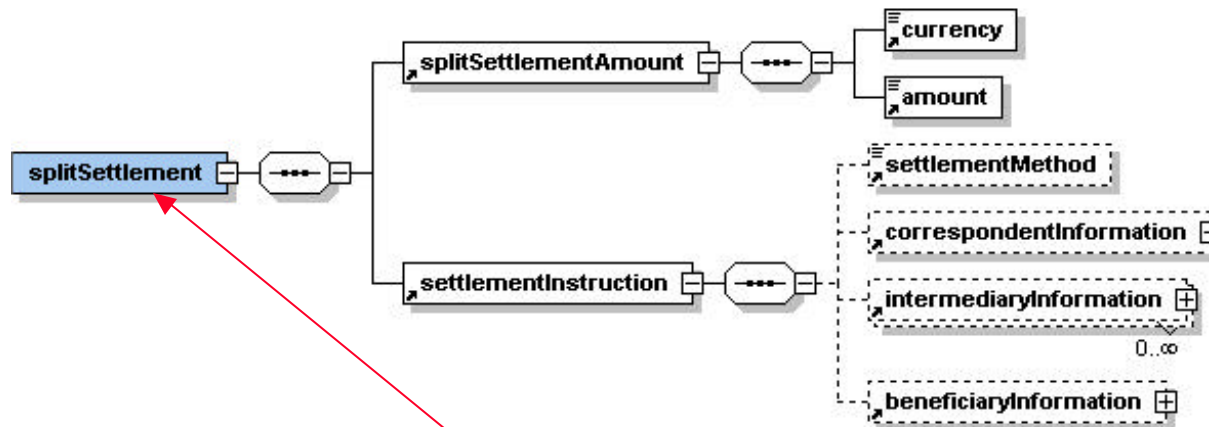 splitSettlement
splitSettlementAmount
currency
amount
settlementInstruction
settlementMethod
correspondentInformation
intermediaryInformation
0..∞
beneficiaryInformation